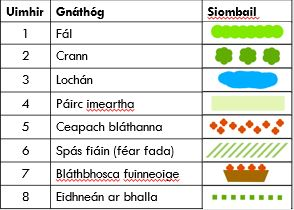 Uimhir Gnáthóg Siombail
1 Fál
2 Crann
3 Lochán
4 Páirc imeartha
5 Ceapach bláthanna
6 Spás fiáin (féar fada)
7 Bláthbhosca fuinneoige
8 Eidhneán ar bhalla